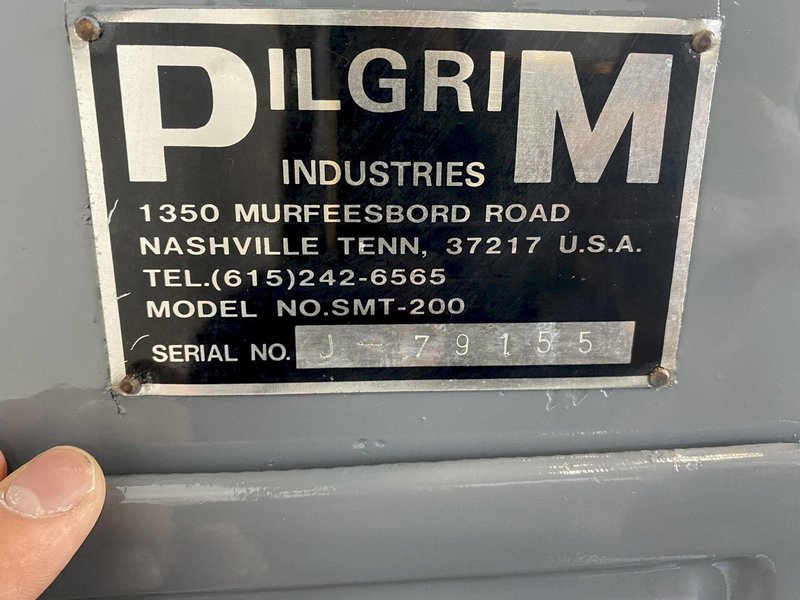 PILGRIM
INDUSTRIES
1350 MURFEESBORD ROAD
NASHVILLE TENN, 37217 U.S.A.
TEL.(615)242-6565
MODEL NO.SMT-200
SERIAL NO. J-79155